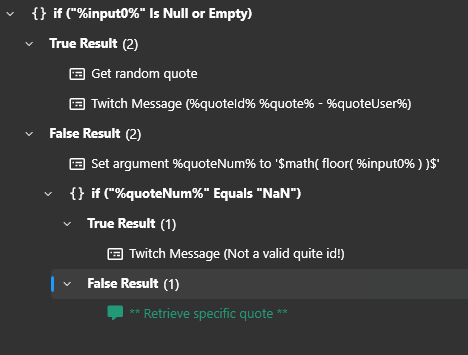 {} if ("%input0%" Is Null or Empty)
True Result (2)
Get random quote
Twitch Message (%quoteId% %quote% - %quoteUser%)
False Result (2)
Set argument %quoteNum% to '$math( floor( %input0% ) )$'
{} if ("%quoteNum%" Equals "NaN")
True Result (1)
Twitch Message (Not a valid quite id!)
False Result (1)
** Retrieve specific quote **